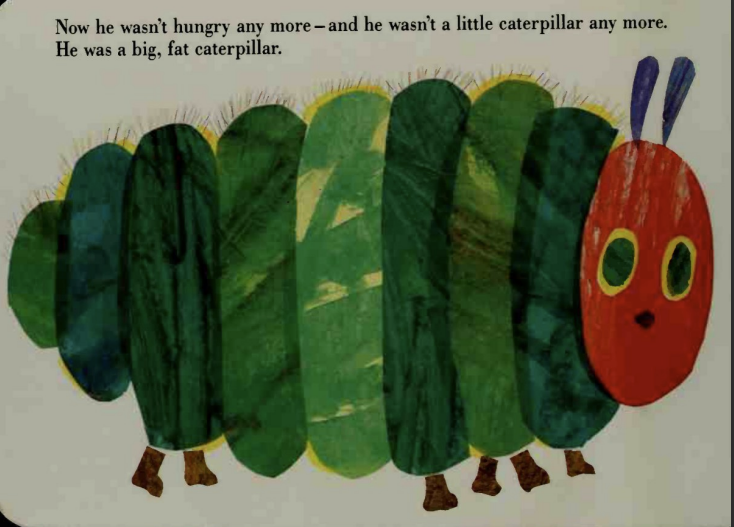 Now he wasn't hungry any more – and he wasn't a little caterpillar any more.
He was a big, fat caterpillar.